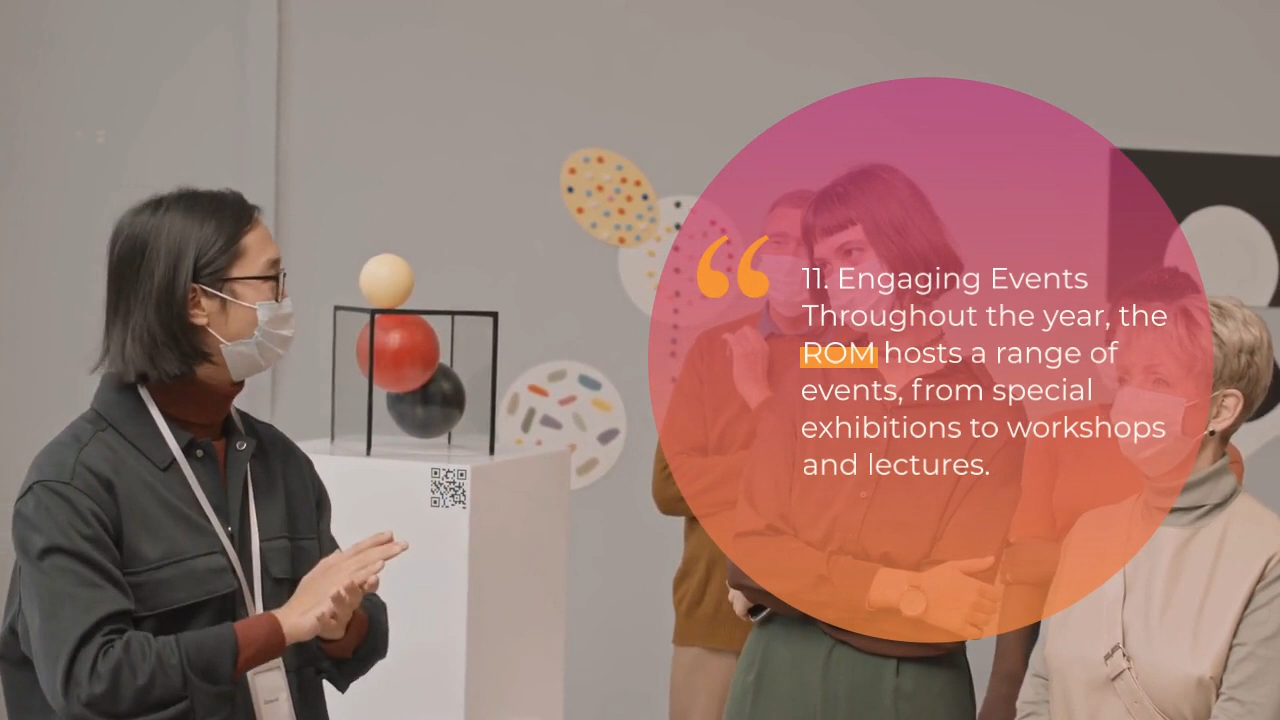 “
11. Engaging Events
Throughout the year, the
ROM hosts a range of
events, from special
exhibitions to workshops
and lectures.